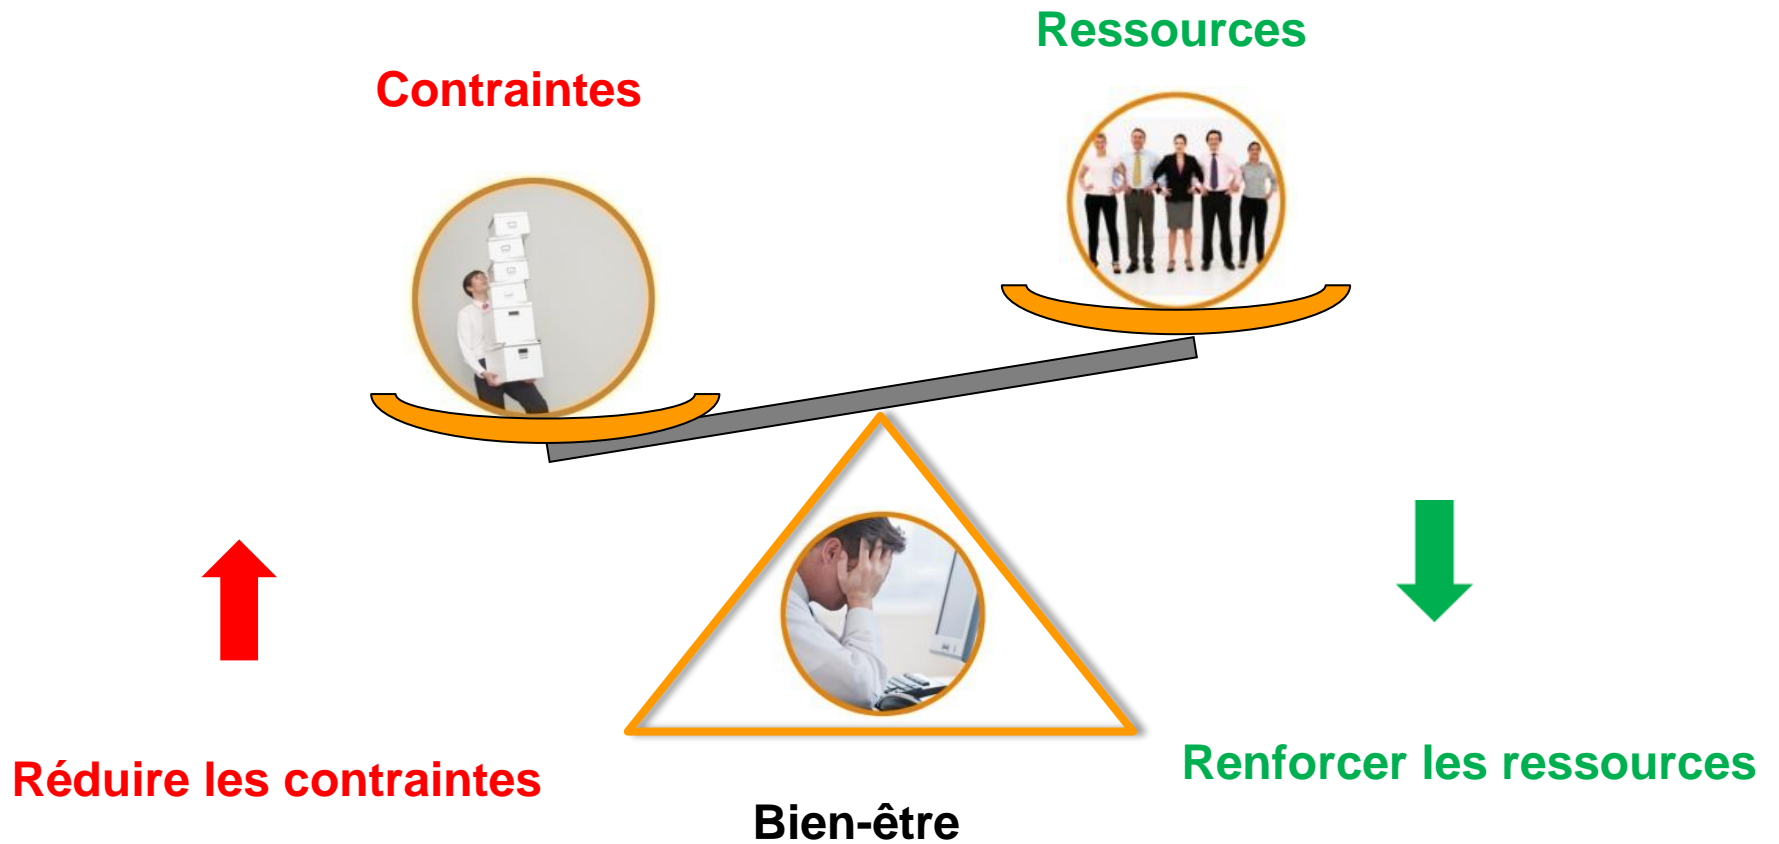 Ressources
Contraintes
Réduire les contraintes
Renforcer les ressources
Bien-être